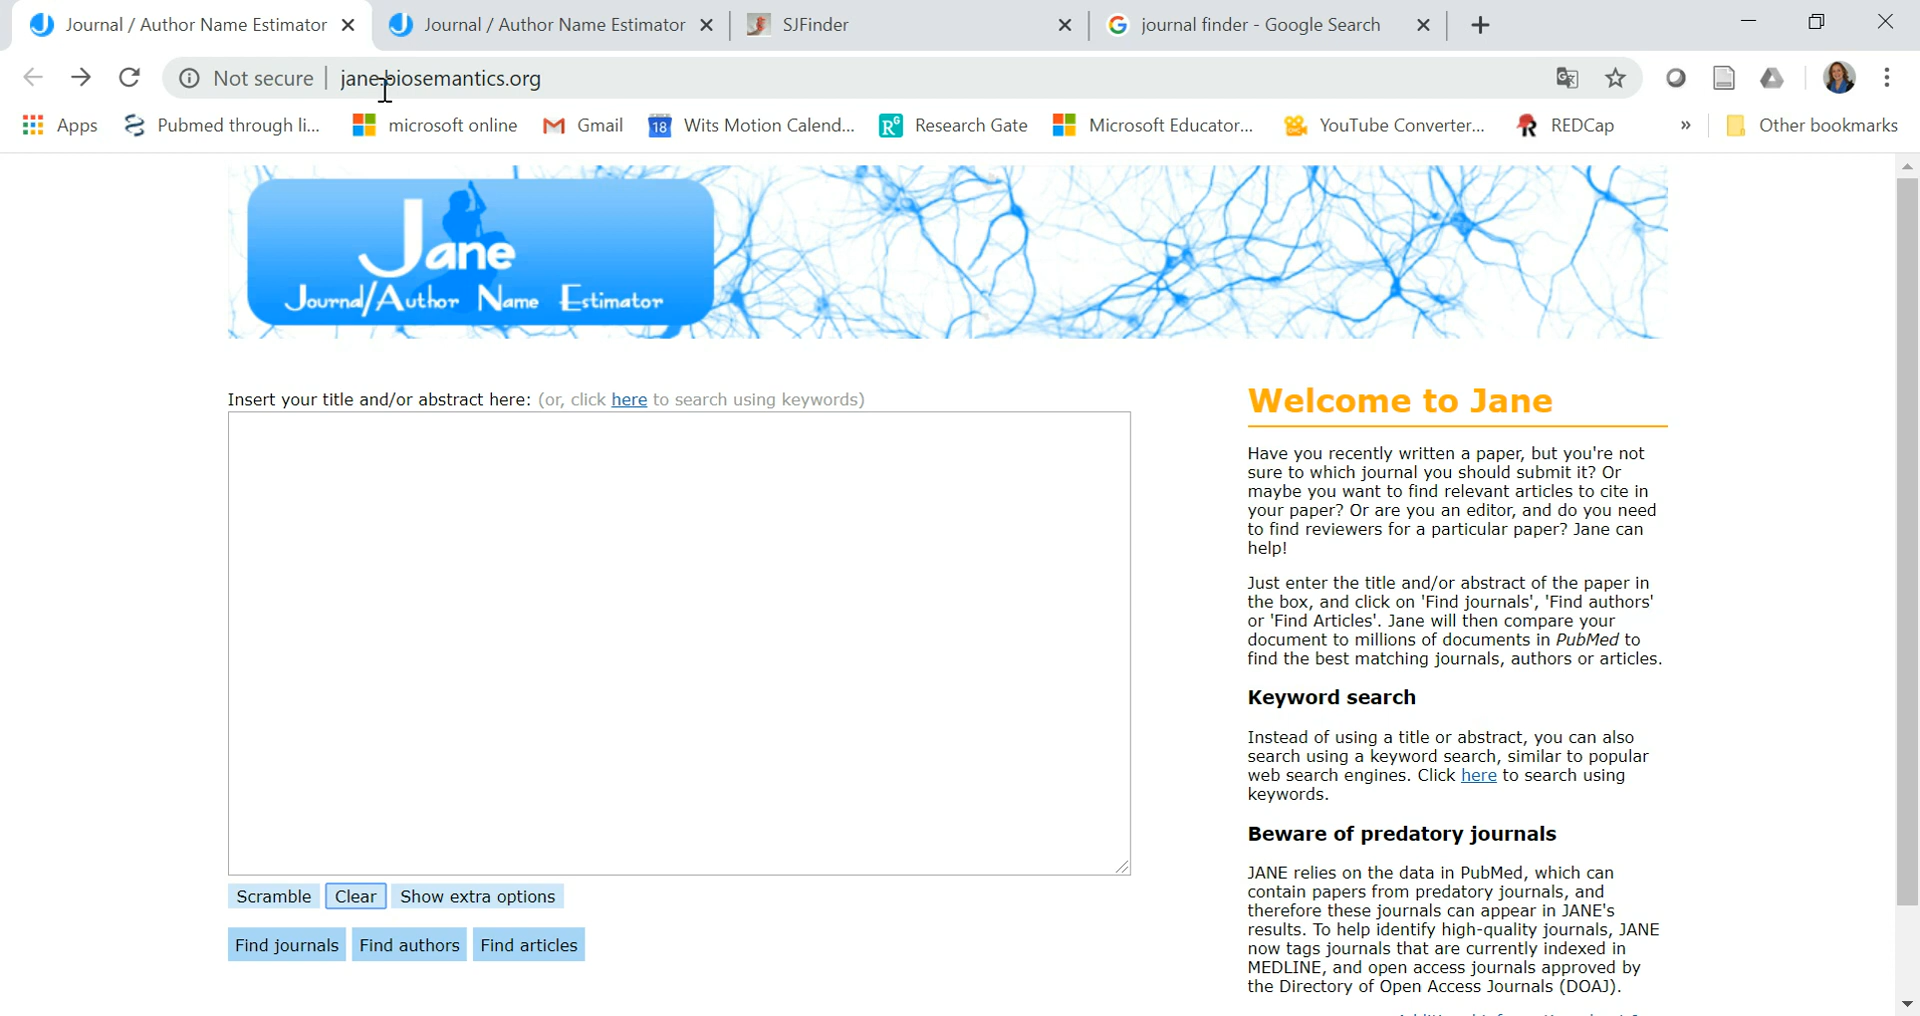 Journal / Author Name Estimator
Journal / Author Name Estimator
SJFinder
journal finder - Google Search
Not secure
jane.biosemantics.org
Apps
Pubmed through li...
microsoft online
Gmail
18
Wits Motion Calend...
Research Gate
Microsoft Educator...
YouTube Converter...
REDCap
»
Other bookmarks
Jane
Journal/Author Name Estimator
Insert your title and/or abstract here: (or, click here to search using keywords)
Scramble
Clear
Show extra options
Find journals
Find authors
Find articles
Welcome to Jane
Have you recently written a paper, but you're not
sure to which journal you should submit it? Or
maybe you want to find relevant articles to cite in
your paper? Or are you an editor, and do you need
to find reviewers for a particular paper? Jane can
help!
Just enter the title and/or abstract of the paper in
the box, and click on 'Find journals', 'Find authors'
or 'Find Articles'. Jane will then compare your
document to millions of documents in PubMed to
find the best matching journals, authors or articles.
Keyword search
Instead of using a title or abstract, you can also
search using a keyword search, similar to popular
web search engines. Click here to search using
keywords.
Beware of predatory journals
JANE relies on the data in PubMed, which can
contain papers from predatory journals, and
therefore these journals can appear in JANE's
results. To help identify high-quality journals, JANE
now tags journals that are currently indexed in
MEDLINE, and open access journals approved by
the Directory of Open Access Journals (DOAJ).